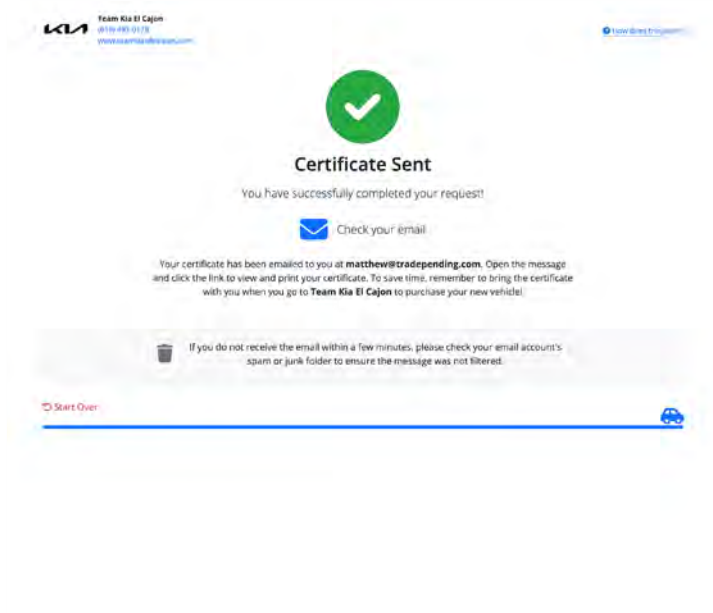 KIA
Team Kia El Cajon
Certificate Sent
You have successfully completed your request!
Check your email
Your certificate has been emailed to you at matthew@tradepending.com. Open the message
and click the link to view and print your certificate. To save time, remember to bring the certificate
with you when you go to Team Kia El Cajon to purchase your new vehicle!
If you do not receive the email within a few minutes, please check your email account's
spam or junk folder to ensure the message was not filtered.
Start Over